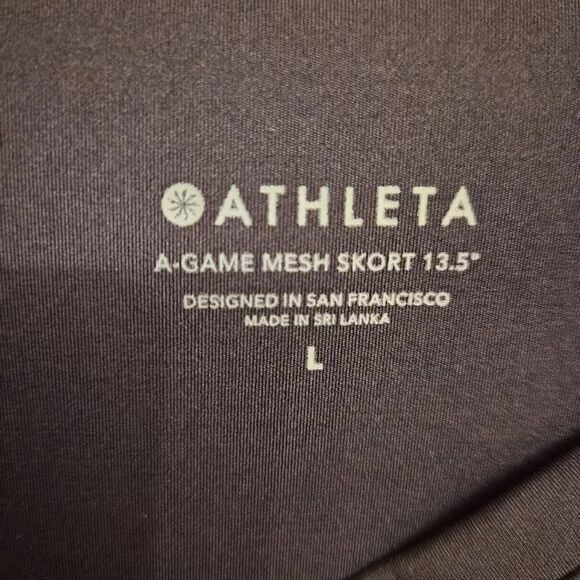 ATHLETA
A-GAME MESH SKORT 13.5"
DESIGNED IN SAN FRANCISCO
MADE IN SRI LANKA
L